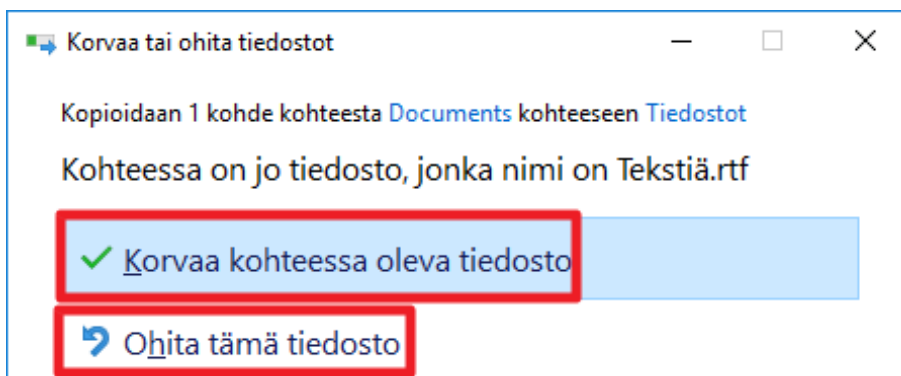 Korvaa tai ohita tiedostot
Kopioidaan 1 kohde kohteesta Documents kohteeseen Tiedostot
Kohteessa on jo tiedosto, jonka nimi on Tekstiä.rtf
Korvaa kohteessa oleva tiedosto
Ohita tämä tiedosto